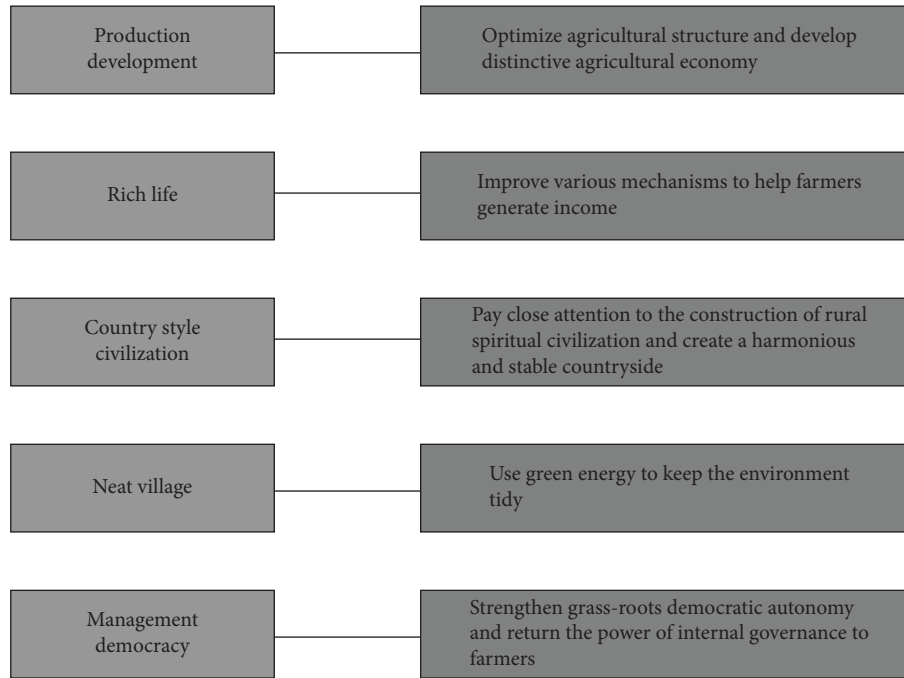 Production
development
Optimize agricultural structure and develop
distinctive agricultural economy
Rich life
Improve various mechanisms to help farmers
generate income
Country style
civilization
Pay close attention to the construction of rural
spiritual civilization and create a harmonious
and stable countryside
Neat village
Use green energy to keep the environment
tidy
Management
democracy
Strengthen grass-roots democratic autonomy
and return the power of internal governance to
farmers